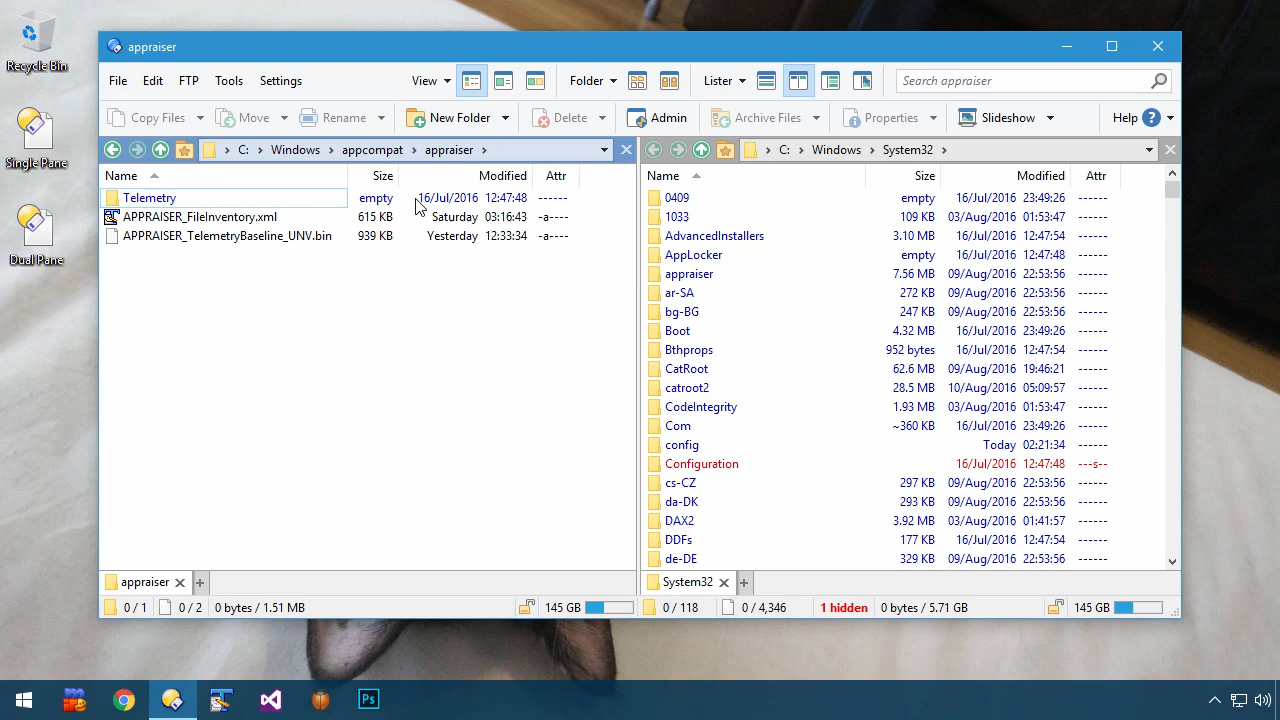 Recycle Bin
Single Pane
Dual Pane
appraiser
File Edit FTP Tools Settings View Folder Lister Search appraiser
Copy Files Move Rename New Folder Delete Admin Archive Files Properties Slideshow Help
C: Windows appcompat appraiser
Name Size Modified Attr
Telemetry empty 16/Jul/2016 12:47:48 ------
APPRAISER_FileInventory.xml 615 KB Saturday 03:16:43 -a----
APPRAISER_TelemetryBaseline_UNV.bin 939 KB Yesterday 12:33:34 -a----
appraiser
0 / 1 0 / 2 0 bytes / 1.51 MB 145 GB
C: Windows System32
Name Size Modified Attr
0409 empty 16/Jul/2016 23:49:26 ------
1033 109 KB 03/Aug/2016 01:53:47 ------
AdvancedInstallers 3.10 MB 16/Jul/2016 12:47:54 ------
AppLocker empty 16/Jul/2016 12:47:48 ------
appraiser 7.56 MB 09/Aug/2016 22:53:56 ------
ar-SA 272 KB 09/Aug/2016 22:53:56 ------
bg-BG 247 KB 09/Aug/2016 22:53:56 ------
Boot 4.32 MB 16/Jul/2016 23:49:26 ------
Bthprops 952 bytes 16/Jul/2016 12:47:54 ------
CatRoot 62.6 MB 09/Aug/2016 19:46:21 ------
catroot2 28.5 MB 10/Aug/2016 05:09:57 ------
CodeIntegrity 1.93 MB 03/Aug/2016 01:53:47 ------
Com ~360 KB 16/Jul/2016 23:49:26 ------
config Today 02:21:34 ------
Configuration 16/Jul/2016 12:47:48 ---s--
cs-CZ 297 KB 09/Aug/2016 22:53:56 ------
da-DK 293 KB 09/Aug/2016 22:53:56 ------
DAX2 3.92 MB 03/Aug/2016 01:41:57 ------
DDFs 177 KB 16/Jul/2016 12:47:54 ------
de-DE 329 KB 09/Aug/2016 22:53:56 ------
System32
0 / 118 0 / 4,346 1 hidden 0 bytes / 5.71 GB 145 GB
Ps